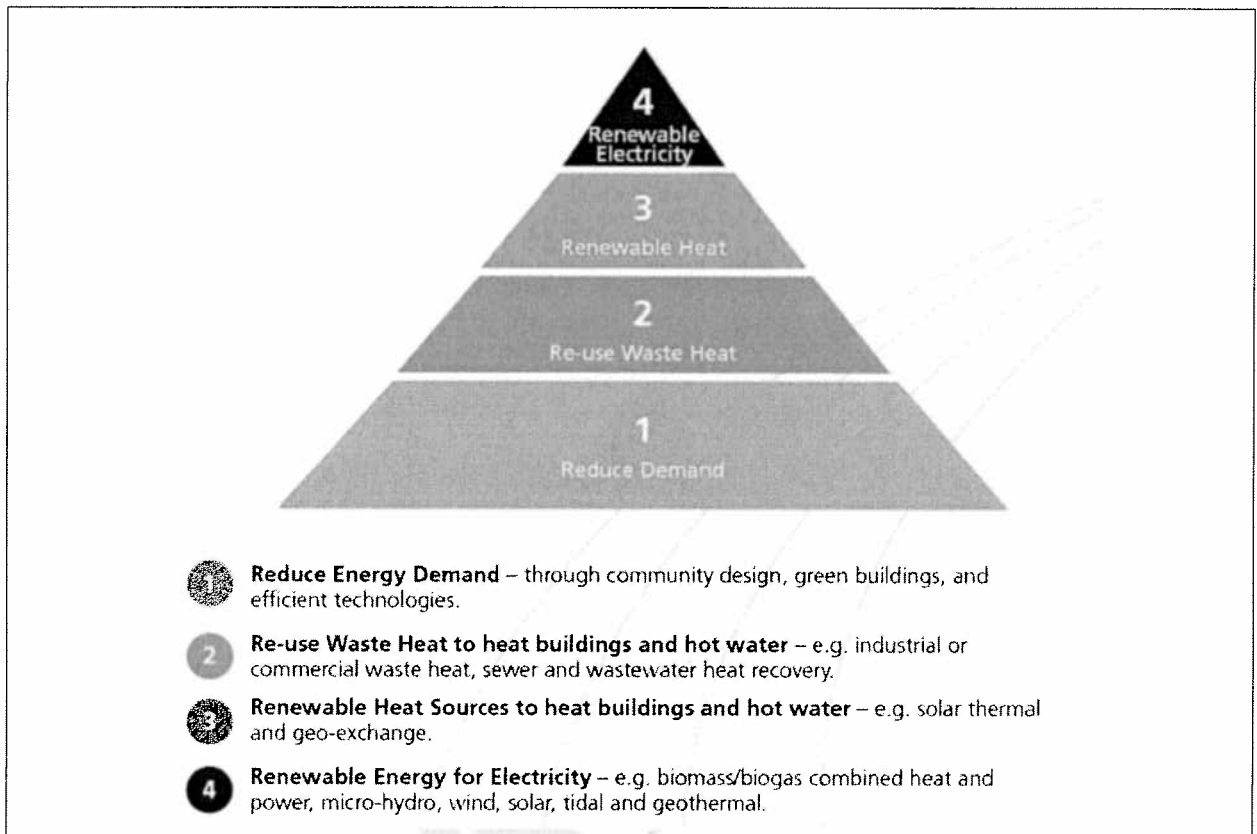 4
Renewable
Electricity
3
Renewable Heat
2
Re-use Waste Heat
1
Reduce Demand
1 Reduce Energy Demand – through community design, green buildings, and
efficient technologies.
2 Re-use Waste Heat to heat buildings and hot water – e.g. industrial or
commercial waste heat, sewer and wastewater heat recovery.
3 Renewable Heat Sources to heat buildings and hot water – e.g. solar thermal
and geo-exchange.
4 Renewable Energy for Electricity – e.g. biomass/biogas combined heat and
power, micro-hydro, wind, solar, tidal and geothermal.